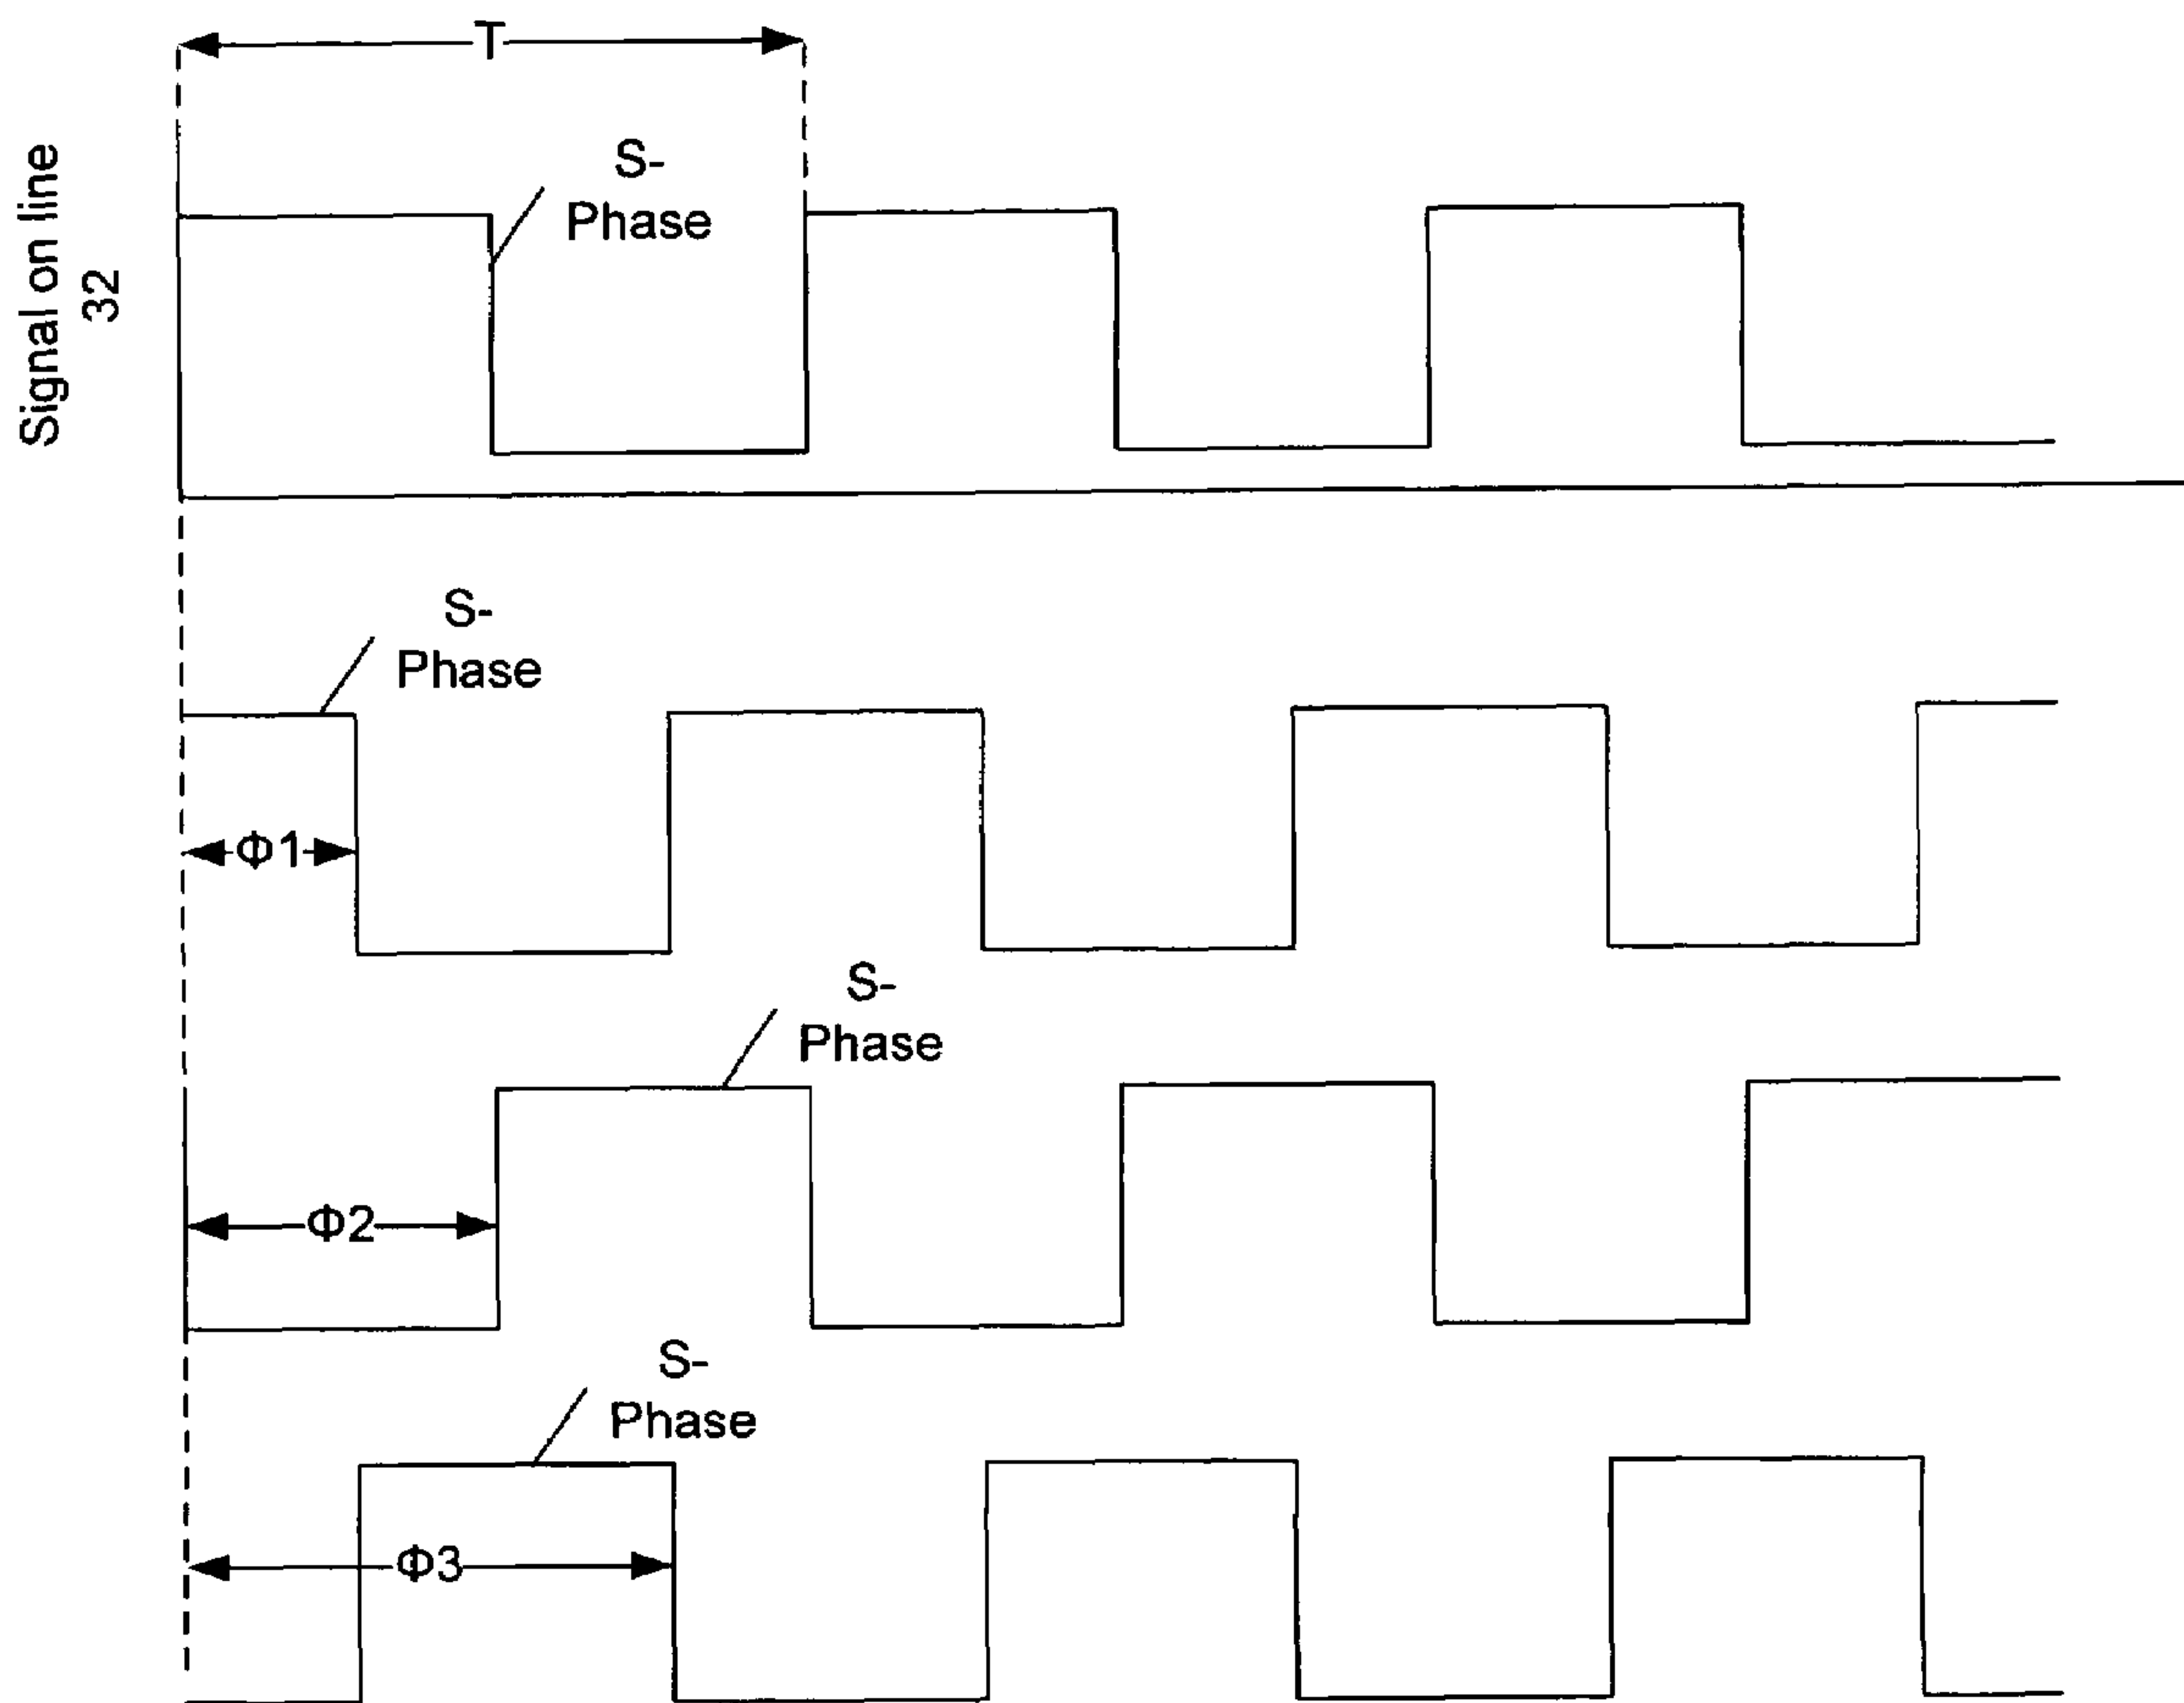 T
Signal on line
32
S-
Phase
S-
Phase
Φ1
S-
Phase
Φ2
S-
Phase
Φ3